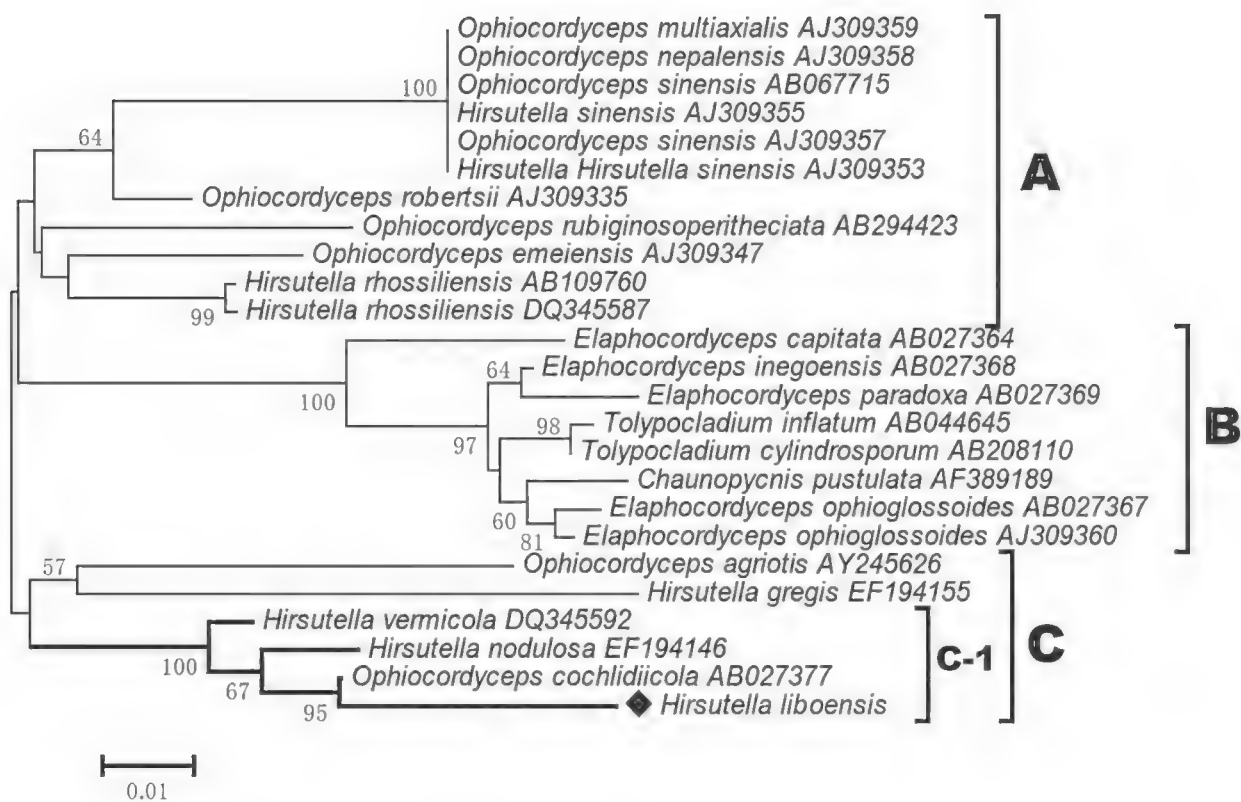 Ophiocordyceps multiaxialis AJ309359
Ophiocordyceps nepalensis AJ309358
100
Ophiocordyceps sinensis AB067715
Hirsutella sinensis AJ309355
64
Ophiocordyceps sinensis AJ309357
Hirsutella Hirsutella sinensis AJ309353
A
Ophiocordyceps robertsii AJ309335
Ophiocordyceps rubiginosoperitheciata AB294423
Ophiocordyceps emeiensis AJ309347
Hirsutella rhossiliensis AB109760
99
Hirsutella rhossiliensis DQ345587
Elaphocordyceps capitata AB027364
64
Elaphocordyceps inegoensis AB027368
100
Elaphocordyceps paradoxa AB027369
98
Tolypocladium inflatum AB044645
B
97
Tolypocladium cylindrosporum AB208110
Chaunopycnis pustulata AF389189
60
Elaphocordyceps ophioglossoides AB027367
81
Elaphocordyceps ophioglossoides AJ309360
57
Ophiocordyceps agriotis AY245626
Hirsutella gregis EF194155
Hirsutella vermicola DQ345592
100
Hirsutella nodulosa EF194146
C-1
C
67
Ophiocordyceps cochlidiicola AB027377
95
Hirsutella liboensis
0.01